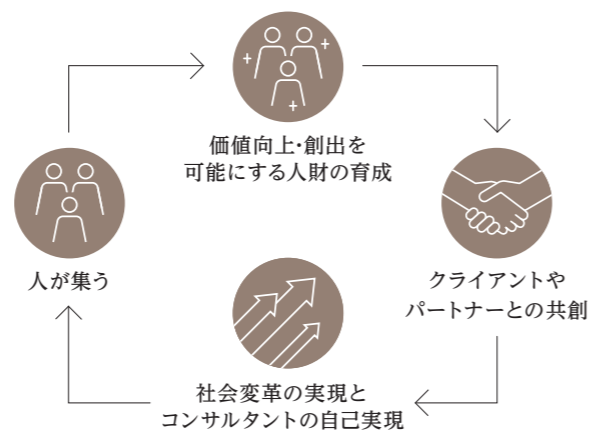 価値向上・創出を
可能にする人財の育成
人が集う
クライアントや
パートナーとの共創
社会変革の実現と
コンサルタントの自己実現